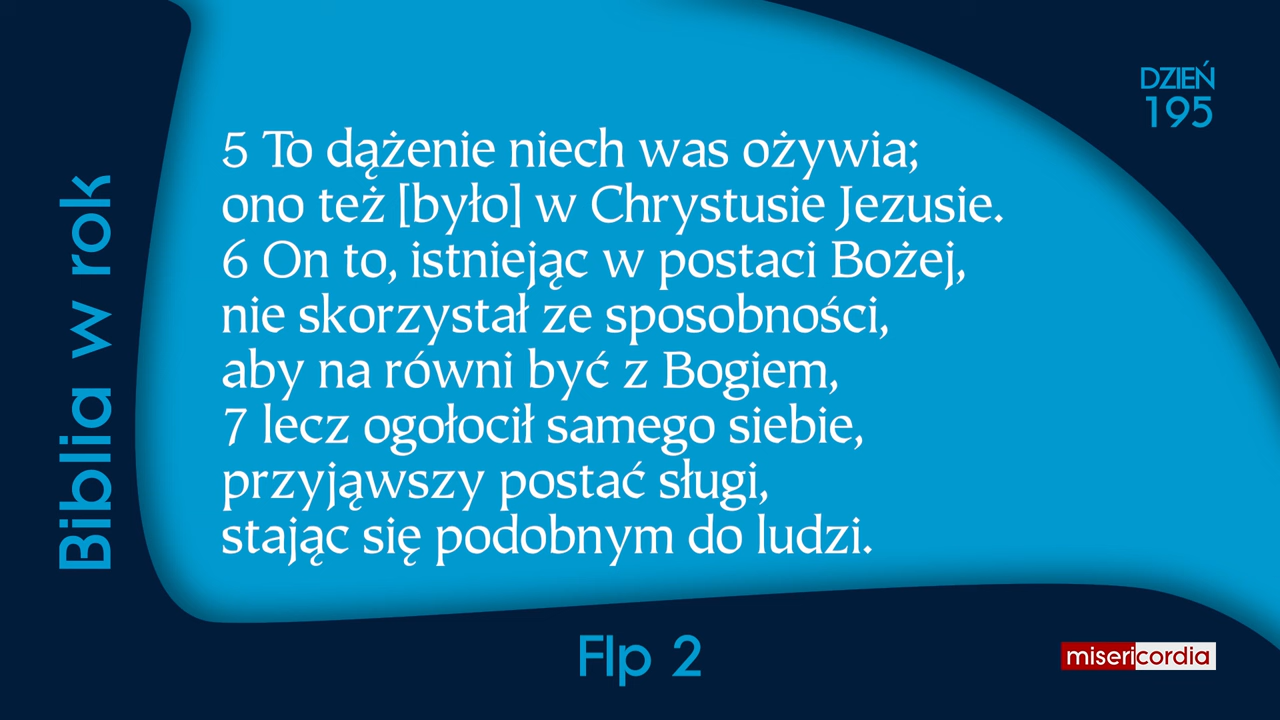 DZIEŃ
195
Biblia w rok
5 To dążenie niech was ożywia;
ono też [było] w Chrystusie Jezusie.
6 On to, istniejąc w postaci Bożej,
nie skorzystał ze sposobności,
aby na równi być z Bogiem,
7 lecz ogołocił samego siebie,
przyjąwszy postać sługi,
stając się podobnym do ludzi.
Flp 2
misericordia